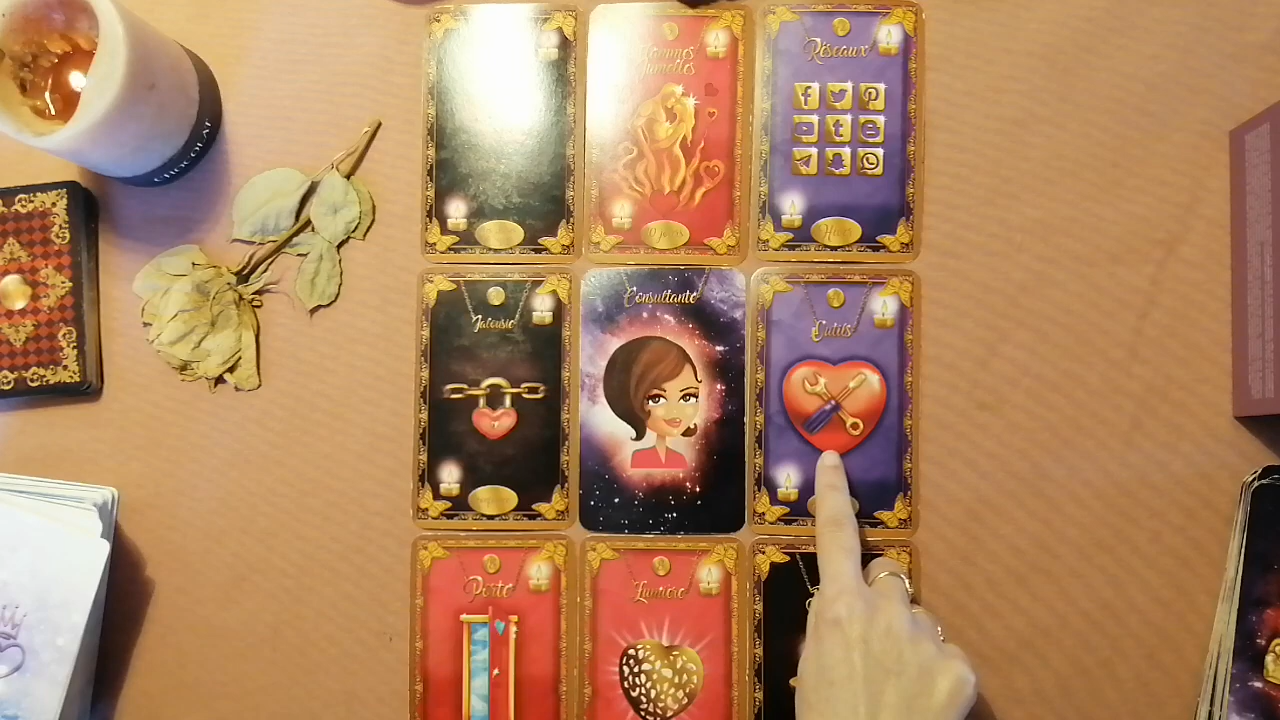 Flammes
Jumelles
Réseaux
CHOCOLAT
Jalousie
Consultante
Outils
Porte
Lumière